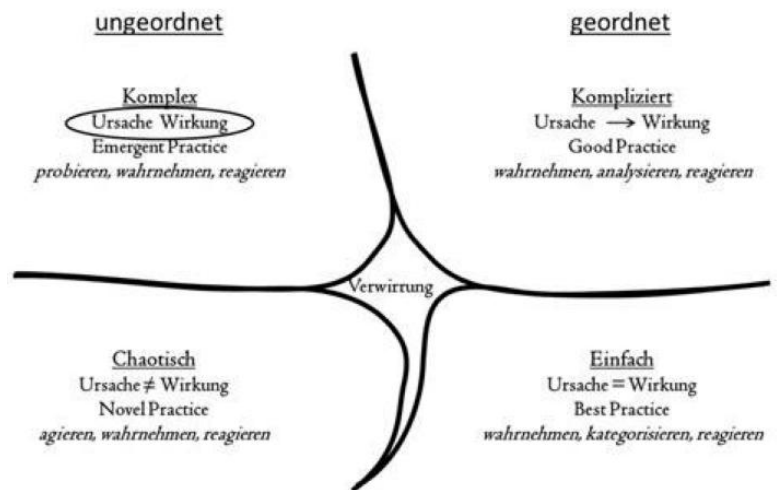 ungeordnet
geordnet
Komplex
Ursache Wirkung
Emergent Practice
probieren, wahrnehmen, reagieren
Kompliziert
Ursache → Wirkung
Good Practice
wahrnehmen, analysieren, reagieren
Verwirrung
Chaotisch
Ursache ≠ Wirkung
Novel Practice
agieren, wahrnehmen, reagieren
Einfach
Ursache = Wirkung
Best Practice
wahrnehmen, kategorisieren, reagieren